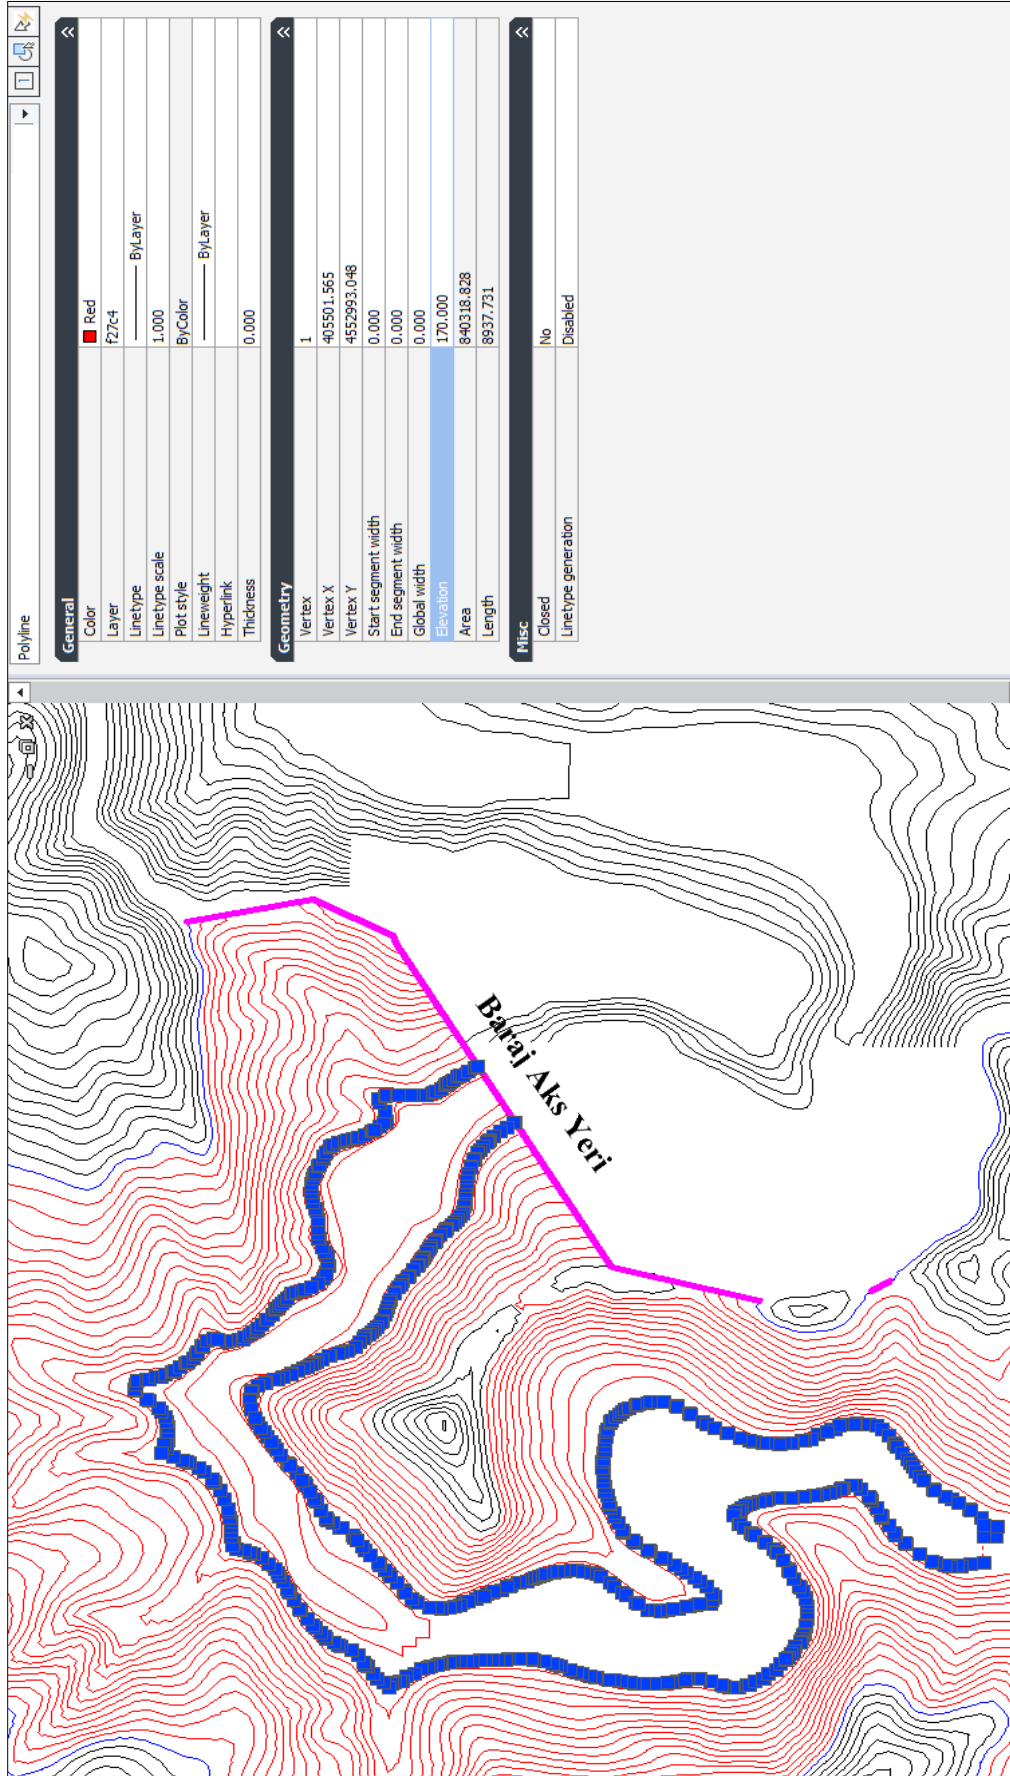 Polyline
General
Color Red
Layer f27c4
Linetype ByLayer
Linetype scale 1.000
Plot style ByColor
Lineweight ByLayer
Hyperlink
Thickness 0.000
Geometry
Vertex 1
Vertex X 405501.565
Vertex Y 4552993.048
Start segment width 0.000
End segment width 0.000
Global width 0.000
Elevation 170.000
Area 840318.828
Length 8937.731
Misc
Closed No
Linetype generation Disabled
Baraj Aks Yeri